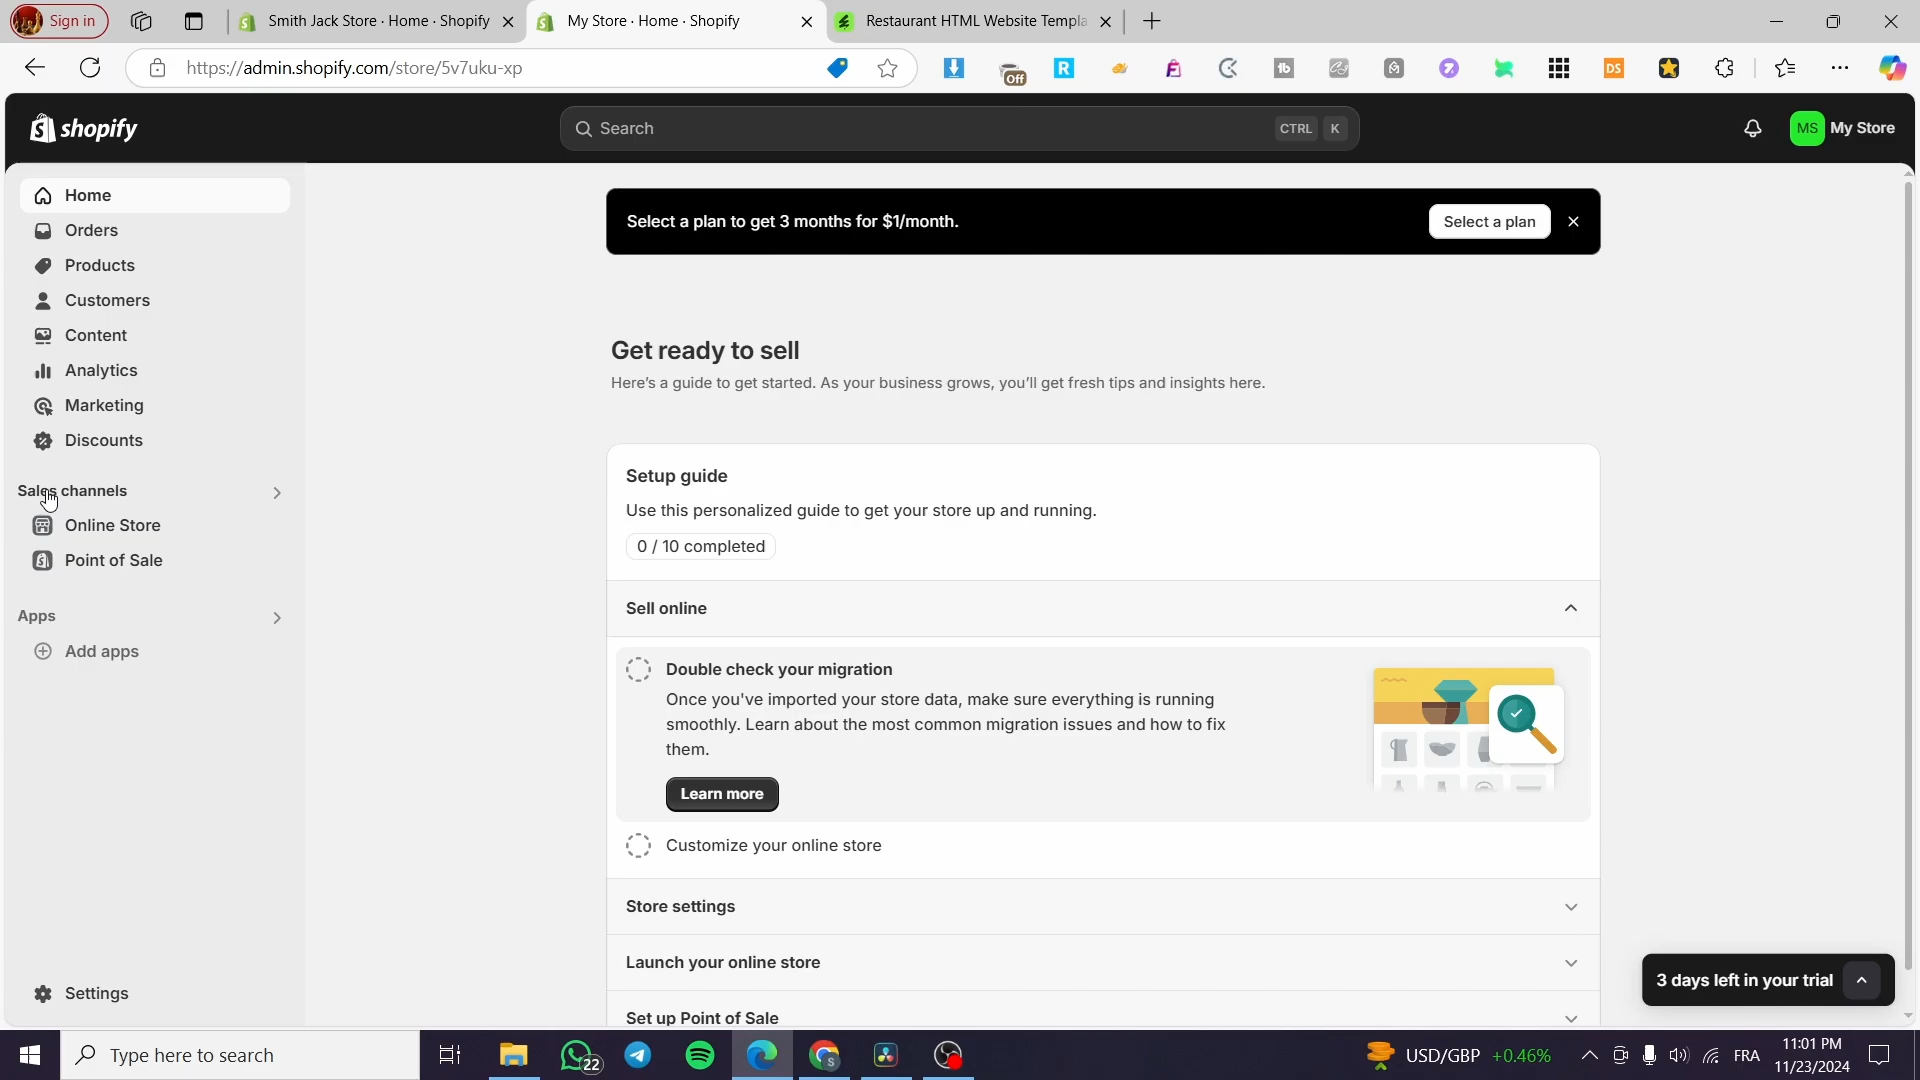 Sign in
Smith Jack Store · Home · Shopify
My Store · Home · Shopify
Restaurant HTML Website Templa
https://admin.shopify.com/store/5v7uku-xp
Off
R
tb
DS
shopify
Search
CTRL K
MS My Store
Home
Orders
Products
Customers
Content
Analytics
Marketing
Discounts
Sales channels
Online Store
Point of Sale
Apps
Add apps
Settings
Select a plan to get 3 months for $1/month.
Select a plan
Get ready to sell
Here's a guide to get started. As your business grows, you'll get fresh tips and insights here.
Setup guide
Use this personalized guide to get your store up and running.
0 / 10 completed
Sell online
Double check your migration
Once you've imported your store data, make sure everything is running
smoothly. Learn about the most common migration issues and how to fix
them.
Learn more
Customize your online store
Store settings
Launch your online store
Set up Point of Sale
3 days left in your trial
Type here to search
22
USD/GBP +0.46%
FRA
11:01 PM
11/23/2024